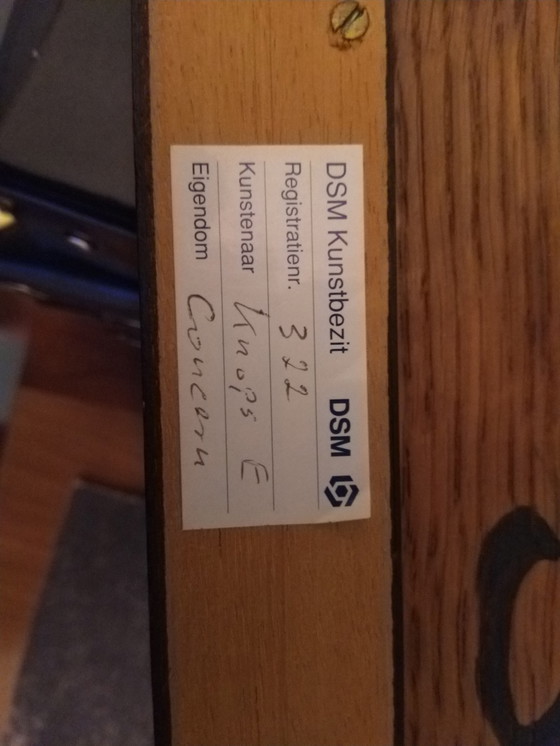 DSM Kunstbezit DSM
Registratienr. 322
Kunstenaar Knops E
Eigendom Concern